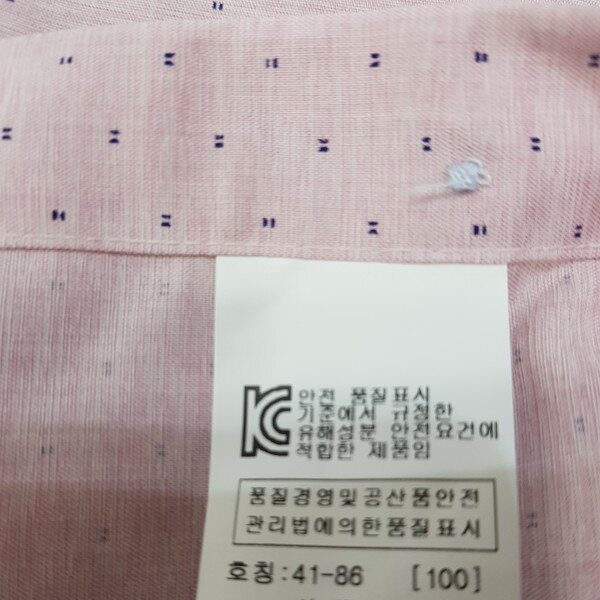 KC 안전 품질표시
기준에서 규정한
유해성분 안전요건에
적합한 제품임
품질경영및공산품안전
관리법에의한품질표시
호칭:41-86 [100]